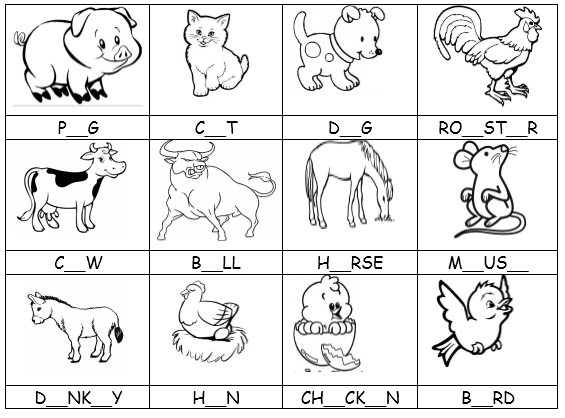 P__G C__T D__G RO__ST__R
C__W B__LL H__RSE M__US__
D__NK__Y H__N CH__CK__N B__RD